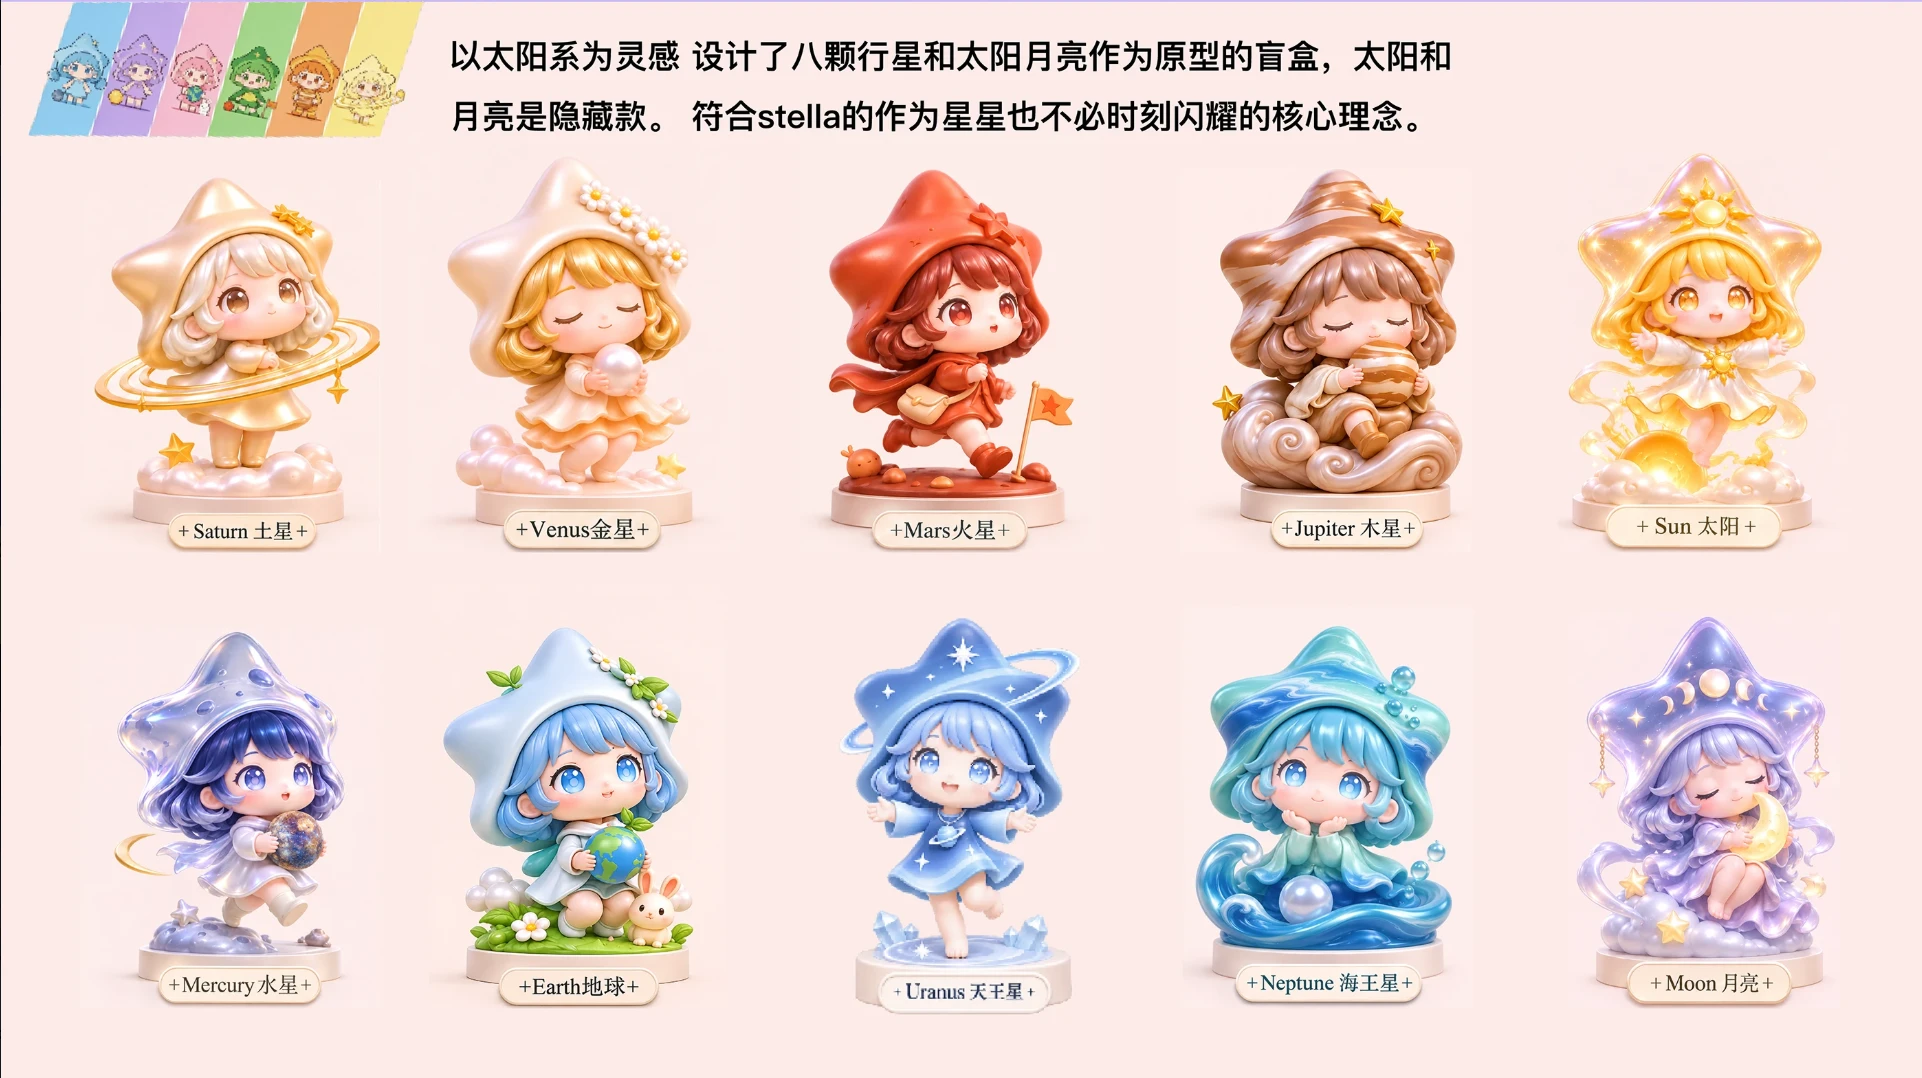 以太阳系为灵感 设计了八颗行星和太阳月亮作为原型的盲盒，太阳和
月亮是隐藏款。 符合stella的作为星星也不必时刻闪耀的核心理念。
+ Saturn 土星 +
+Venus金星+
+Mars火星+
+Jupiter 木星+
+ Sun 太阳 +
+Mercury 水星+
+Earth地球+
+ Uranus 天王星 +
+Neptune 海王星+
+ Moon 月亮 +